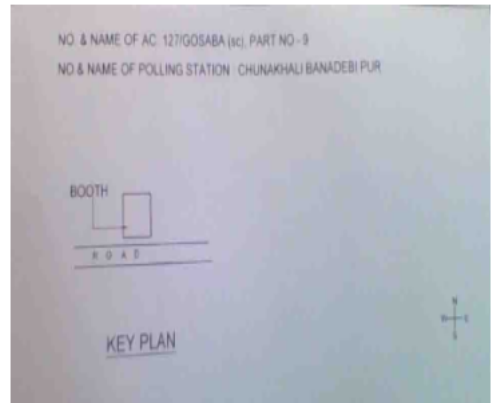 NO. & NAME OF AC. 127/GOSABA (sc), PART NO - 9
NO & NAME OF POLLING STATION : CHUNAKHALI BANADEBI PUR
BOOTH
ROAD
N
W E
S
KEY PLAN